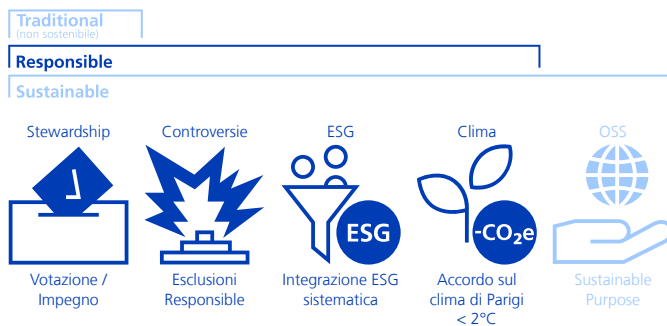 Traditional
(non sostenibile)
Responsible
Sustainable
Stewardship
Controversie
ESG
Clima
OSS
ESG
-CO₂e
Votazione /
Impegno
Esclusioni
Responsible
Integrazione ESG
sistematica
Accordo sul
clima di Parigi
< 2°C
Sustainable
Purpose